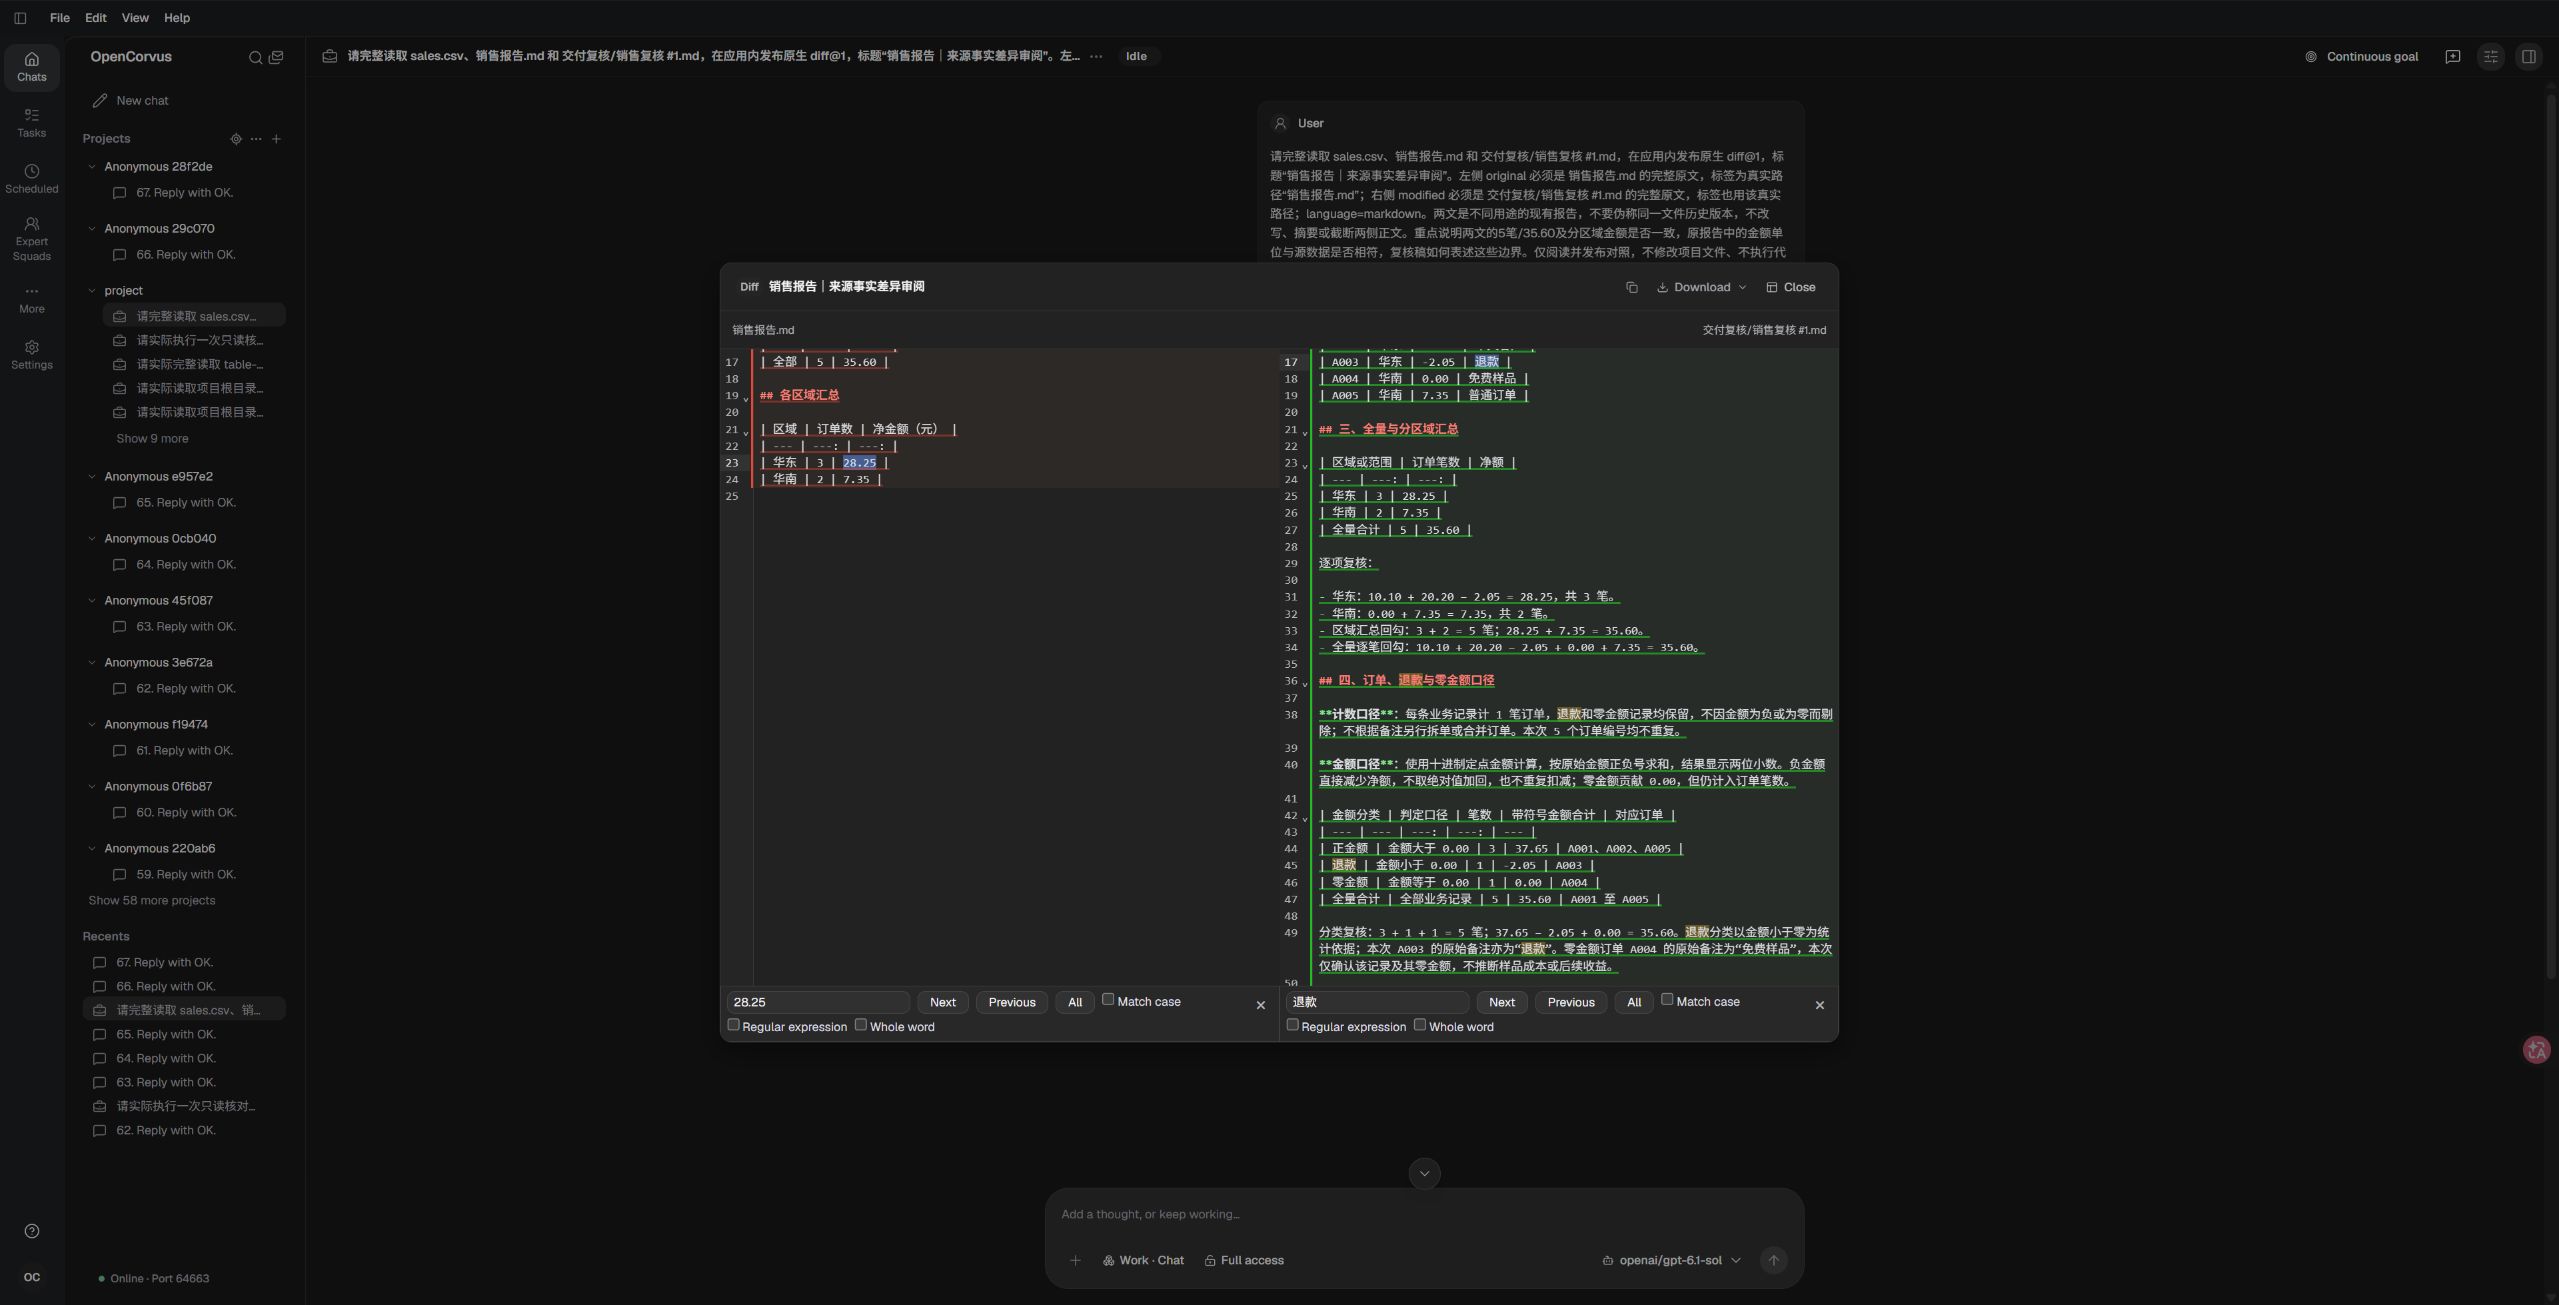 File Edit View Help
Chats
Tasks
Scheduled
Expert
Squads
More
Settings
OC
OpenCorvus
New chat
Projects
Anonymous 28f2de
67. Reply with OK.
Anonymous 29c070
66. Reply with OK.
project
请完整读取 sales.csv...
请实际执行一次只读核...
请实际完整读取 table-...
请实际读取项目根目录...
请实际读取项目根目录...
Show 9 more
Anonymous e957e2
65. Reply with OK.
Anonymous 0cb040
64. Reply with OK.
Anonymous 45f087
63. Reply with OK.
Anonymous 3e672a
62. Reply with OK.
Anonymous f19474
61. Reply with OK.
Anonymous 0f6b87
60. Reply with OK.
Anonymous 220ab6
59. Reply with OK.
Show 58 more projects
Recents
67. Reply with OK.
66. Reply with OK.
请完整读取 sales.csv、销...
65. Reply with OK.
64. Reply with OK.
63. Reply with OK.
请实际执行一次只读核对...
62. Reply with OK.
Online · Port 64663
请完整读取 sales.csv、销售报告.md 和 交付复核/销售复核 #1.md，在应用内发布原生 diff@1，标题“销售报告｜来源事实差异审阅”。左... ··· Idle
Continuous goal
User
请完整读取 sales.csv、销售报告.md 和 交付复核/销售复核 #1.md，在应用内发布原生 diff@1，标
题“销售报告｜来源事实差异审阅”。左侧 original 必须是 销售报告.md 的完整原文，标签为真实路
径“销售报告.md”；右侧 modified 必须是 交付复核/销售复核 #1.md 的完整原文，标签也用该真实
路径；language=markdown。两文是不同用途的现有报告，不要伪称同一文件历史版本，不改
写、摘要或截断两侧正文。重点说明两文的5笔/35.60及分区域金额是否一致，原报告中的金额单
位与源数据是否相符，复核稿如何表述这些边界。仅阅读并发布对照，不修改项目文件、不执行代
Diff 销售报告｜来源事实差异审阅
Download Close
销售报告.md
17 | 全部 | 5 | 35.60 |
18
19 ## 各区域汇总
20
21 | 区域 | 订单数 | 净金额（元） |
22 | --- | ---: | ---: |
23 | 华东 | 3 | 28.25 |
24 | 华南 | 2 | 7.35 |
25
28.25 Next Previous All Match case
Regular expression Whole word
交付复核/销售复核 #1.md
17 | A003 | 华东 | -2.05 | 退款 |
18 | A004 | 华南 | 0.00 | 免费样品 |
19 | A005 | 华南 | 7.35 | 普通订单 |
20
21 ## 三、全量与分区域汇总
22
23 | 区域或范围 | 订单笔数 | 净额 |
24 | --- | ---: | ---: |
25 | 华东 | 3 | 28.25 |
26 | 华南 | 2 | 7.35 |
27 | 全量合计 | 5 | 35.60 |
28
29 逐项复核：
30
31 - 华东：10.10 + 20.20 − 2.05 = 28.25，共 3 笔。
32 - 华南：0.00 + 7.35 = 7.35，共 2 笔。
33 - 区域汇总回勾：3 + 2 = 5 笔；28.25 + 7.35 = 35.60。
34 - 全量逐笔回勾：10.10 + 20.20 − 2.05 + 0.00 + 7.35 = 35.60。
35
36 ## 四、订单、退款与零金额口径
37
38 **计数口径**：每条业务记录计 1 笔订单，退款和零金额记录均保留，不因金额为负或为零而剔
除；不根据备注另行拆单或合并订单。本次 5 个订单编号均不重复。
39
40 **金额口径**：使用十进制定点金额计算，按原始金额正负号求和，结果显示两位小数。负金额
直接减少净额，不取绝对值加回，也不重复扣减；零金额贡献 0.00，但仍计入订单笔数。
41
42 | 金额分类 | 判定口径 | 笔数 | 带符号金额合计 | 对应订单 |
43 | --- | --- | ---: | ---: | --- |
44 | 正金额 | 金额大于 0.00 | 3 | 37.65 | A001、A002、A005 |
45 | 退款 | 金额小于 0.00 | 1 | -2.05 | A003 |
46 | 零金额 | 金额等于 0.00 | 1 | 0.00 | A004 |
47 | 全量合计 | 全部业务记录 | 5 | 35.60 | A001 至 A005 |
48
49 分类复核：3 + 1 + 1 = 5 笔；37.65 − 2.05 + 0.00 = 35.60。退款分类以金额小于零为统
计依据；本次 A003 的原始备注亦为“退款”。零金额订单 A004 的原始备注为“免费样品”，本次
仅确认该记录及其零金额，不推断样品成本或后续收益。
50
退款 Next Previous All Match case
Regular expression Whole word
Add a thought, or keep working...
Work · Chat Full access openai/gpt-6.1-sol